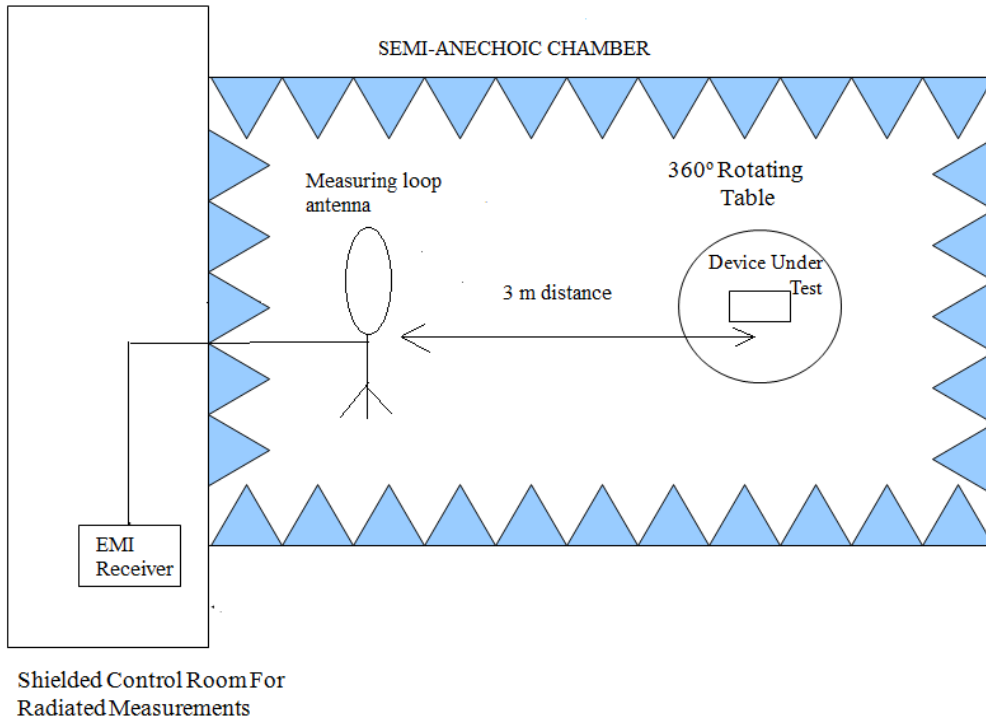 SEMI-ANECHOIC CHAMBER
360º Rotating
Table
Measuring loop
antenna
Device Under
Test
3 m distance
EMI
Receiver
Shielded Control Room For
Radiated Measurements